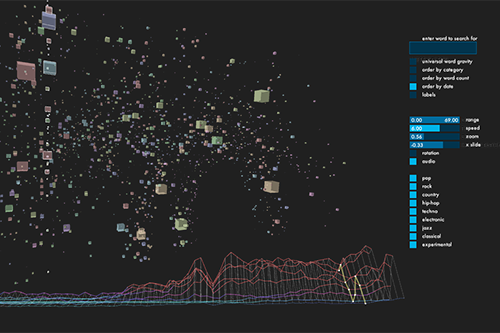 enter word to search for
universal word gravity
order by category
order by word count
order by date
labels
0.00 69.00 range
6.00 speed
0.56 zoom
-0.33 x slide
rotation
audio
pop
rock
country
hip-hop
techno
electronic
jazz
classical
experimental